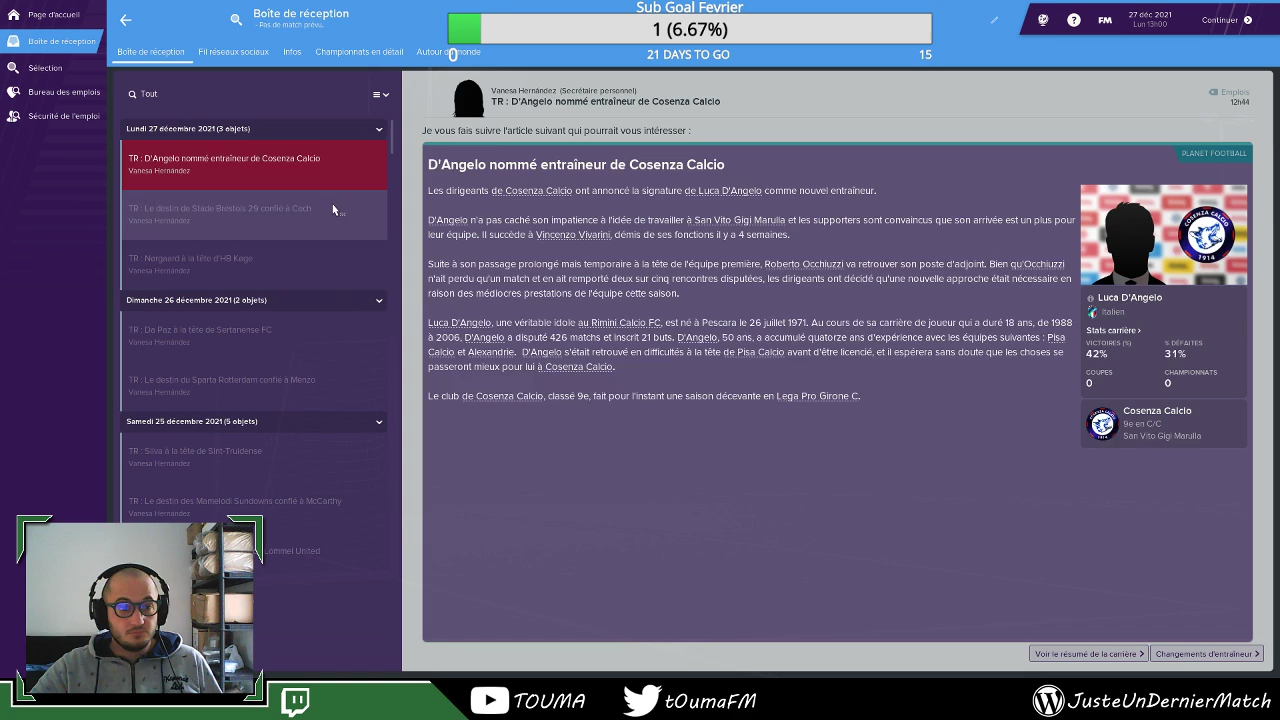 Page d'accueil
Boîte de réception
Sélection
Bureau des emplois
Sécurité de l'emploi
Boîte de réception
- Pas de match prévu.
Boîte de réception Fil réseaux sociaux Infos Championnats en détail Autour du monde
Sub Goal Fevrier
1 (6.67%)
0 21 DAYS TO GO 15
FM
27 déc 2021
Lun 13h00
Continuer
Tout
Lundi 27 décembre 2021 (3 objets)
TR : D'Angelo nommé entraîneur de Cosenza Calcio
Vanesa Hernández
TR : Le destin de Stade Brestois 29 confié à Coch
Vanesa Hernández
TR : Nørgaard à la tête d'HB Køge
Vanesa Hernández
Dimanche 26 décembre 2021 (2 objets)
TR : Da Paz à la tête de Sertanense FC
Vanesa Hernández
TR : Le destin du Sparta Rotterdam confié à Menzo
Vanesa Hernández
Samedi 25 décembre 2021 (5 objets)
TR : Silva à la tête de Sint-Truidense
Vanesa Hernández
TR : Le destin des Mamelodi Sundowns confié à McCarthy
Vanesa Hernández
Lommel United
Vanesa Hernández (Secrétaire personnel)
TR : D'Angelo nommé entraîneur de Cosenza Calcio
Emplois
12h44
Je vous fais suivre l'article suivant qui pourrait vous intéresser :
PLANET FOOTBALL
D'Angelo nommé entraîneur de Cosenza Calcio
Les dirigeants de Cosenza Calcio ont annoncé la signature de Luca D'Angelo comme nouvel entraîneur.
D'Angelo n'a pas caché son impatience à l'idée de travailler à San Vito Gigi Marulla et les supporters sont convaincus que son arrivée est un plus pour
leur équipe. Il succède à Vincenzo Vivarini, démis de ses fonctions il y a 4 semaines.
Suite à son passage prolongé mais temporaire à la tête de l'équipe première, Roberto Occhiuzzi va retrouver son poste d'adjoint. Bien qu'Occhiuzzi
n'ait perdu qu'un match et en ait remporté deux sur cinq rencontres disputées, les dirigeants ont décidé qu'une nouvelle approche était nécessaire en
raison des médiocres prestations de l'équipe cette saison.
Luca D'Angelo, une véritable idole au Rimini Calcio FC, est né à Pescara le 26 juillet 1971. Au cours de sa carrière de joueur qui a duré 18 ans, de 1988
à 2006, D'Angelo a disputé 426 matchs et inscrit 21 buts. D'Angelo, 50 ans, a accumulé quatorze ans d'expérience avec les équipes suivantes : Pisa
Calcio et Alexandrie. D'Angelo s'était retrouvé en difficultés à la tête de Pisa Calcio avant d'être licencié, et il espérera sans doute que les choses se
passeront mieux pour lui à Cosenza Calcio.
Le club de Cosenza Calcio, classé 9e, fait pour l'instant une saison décevante en Lega Pro Girone C.
COSENZA CALCIO
1914
Luca D'Angelo
Italien
Stats carrière
VICTOIRES (%) % DÉFAITES
42% 31%
COUPES CHAMPIONNATS
0 0
Cosenza Calcio
9e en C/C
San Vito Gigi Marulla
Voir le résumé de la carrière
Changements d'entraîneur
TOUMA
tOumaFM
JusteUnDernierMatch